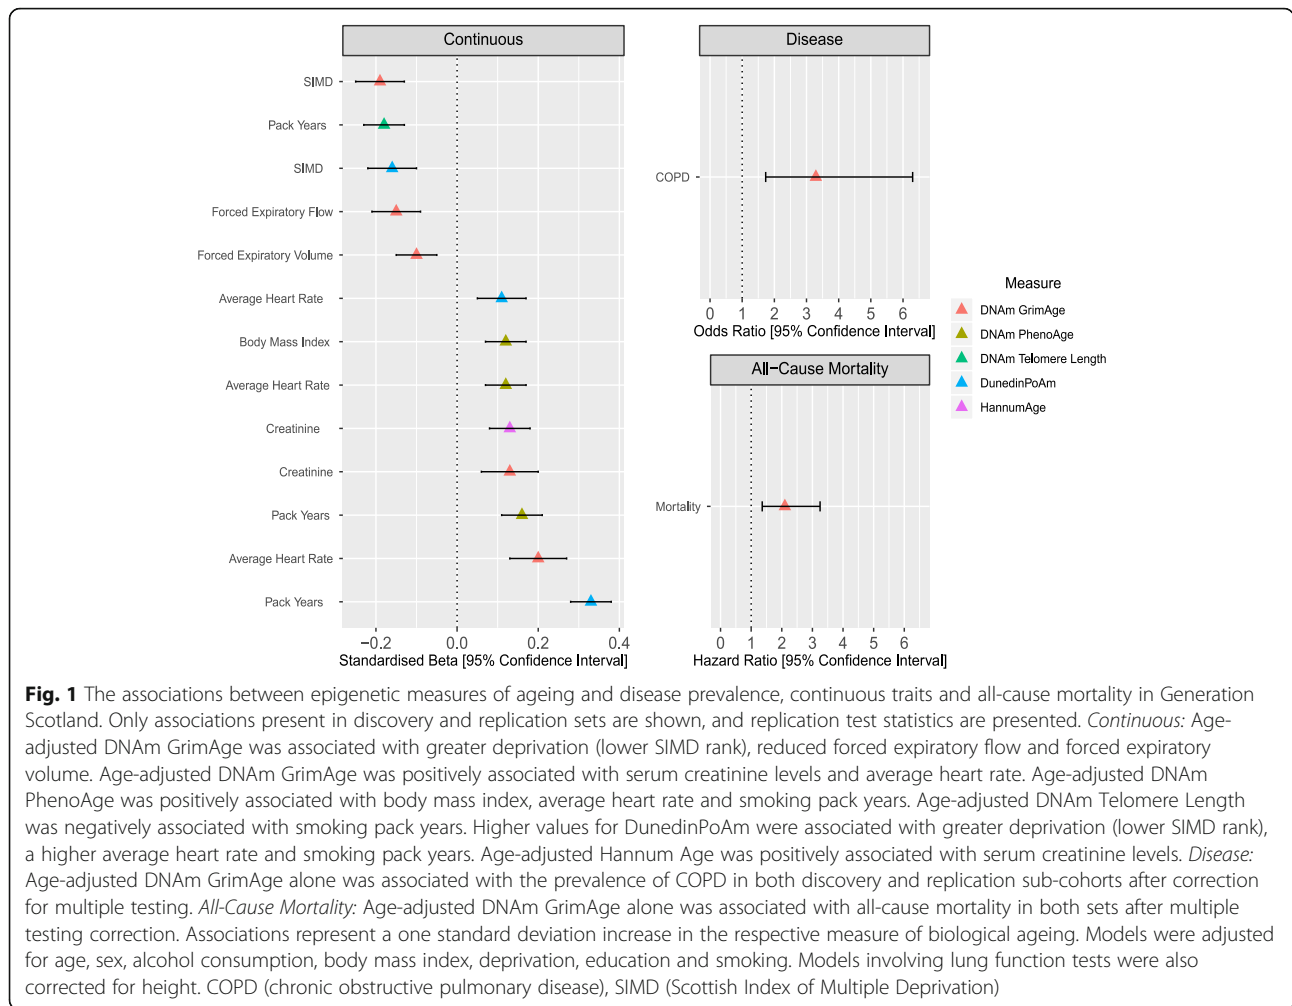 Continuous
SIMD
Pack Years
SIMD
Forced Expiratory Flow
Forced Expiratory Volume
Average Heart Rate
Body Mass Index
Average Heart Rate
Creatinine
Creatinine
Pack Years
Average Heart Rate
Pack Years
−0.2 0.0 0.2 0.4
Standardised Beta [95% Confidence Interval]
Disease
COPD
0 1 2 3 4 5 6
Odds Ratio [95% Confidence Interval]
All−Cause Mortality
Mortality
0 1 2 3 4 5 6
Hazard Ratio [95% Confidence Interval]
Measure
DNAm GrimAge
DNAm PhenoAge
DNAm Telomere Length
DunedinPoAm
HannumAge
Fig. 1 The associations between epigenetic measures of ageing and disease prevalence, continuous traits and all-cause mortality in Generation
Scotland. Only associations present in discovery and replication sets are shown, and replication test statistics are presented. Continuous: Age-
adjusted DNAm GrimAge was associated with greater deprivation (lower SIMD rank), reduced forced expiratory flow and forced expiratory
volume. Age-adjusted DNAm GrimAge was positively associated with serum creatinine levels and average heart rate. Age-adjusted DNAm
PhenoAge was positively associated with body mass index, average heart rate and smoking pack years. Age-adjusted DNAm Telomere Length
was negatively associated with smoking pack years. Higher values for DunedinPoAm were associated with greater deprivation (lower SIMD rank),
a higher average heart rate and smoking pack years. Age-adjusted Hannum Age was positively associated with serum creatinine levels. Disease:
Age-adjusted DNAm GrimAge alone was associated with the prevalence of COPD in both discovery and replication sub-cohorts after correction
for multiple testing. All-Cause Mortality: Age-adjusted DNAm GrimAge alone was associated with all-cause mortality in both sets after multiple
testing correction. Associations represent a one standard deviation increase in the respective measure of biological ageing. Models were adjusted
for age, sex, alcohol consumption, body mass index, deprivation, education and smoking. Models involving lung function tests were also
corrected for height. COPD (chronic obstructive pulmonary disease), SIMD (Scottish Index of Multiple Deprivation)